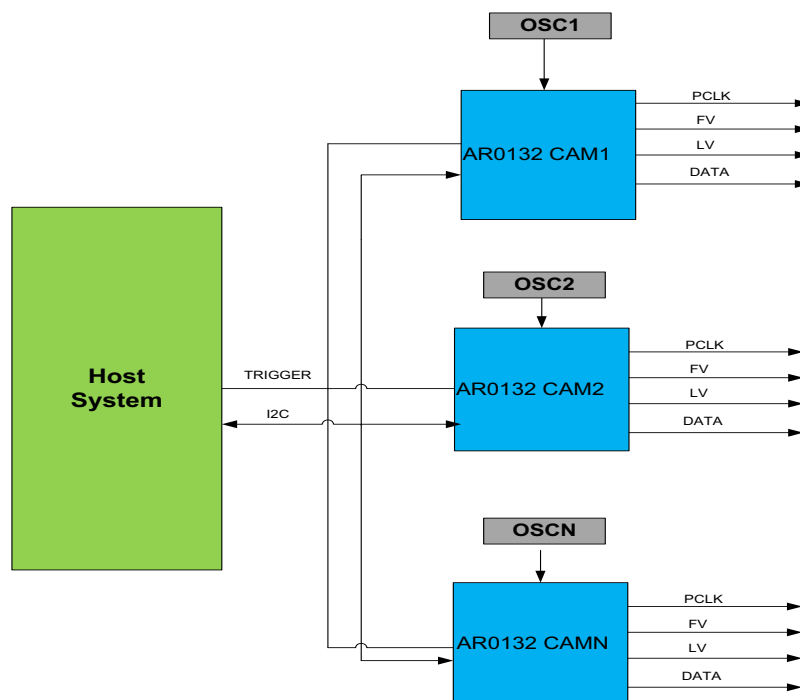 OSC1
AR0132 CAM1
PCLK
FV
LV
DATA
Host
System
TRIGGER
I2C
OSC2
AR0132 CAM2
PCLK
FV
LV
DATA
OSCN
AR0132 CAMN
PCLK
FV
LV
DATA